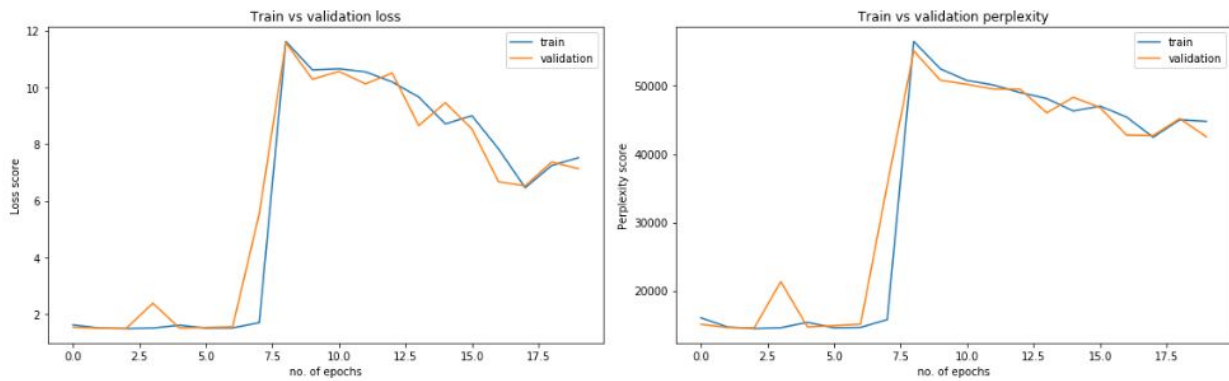 Train vs validation loss
train
validation
12
10
8
6
4
2
Loss score
0.0 2.5 5.0 7.5 10.0 12.5 15.0 17.5
no. of epochs
Train vs validation perplexity
train
validation
50000
40000
30000
20000
Perplexity score
0.0 2.5 5.0 7.5 10.0 12.5 15.0 17.5
no. of epochs